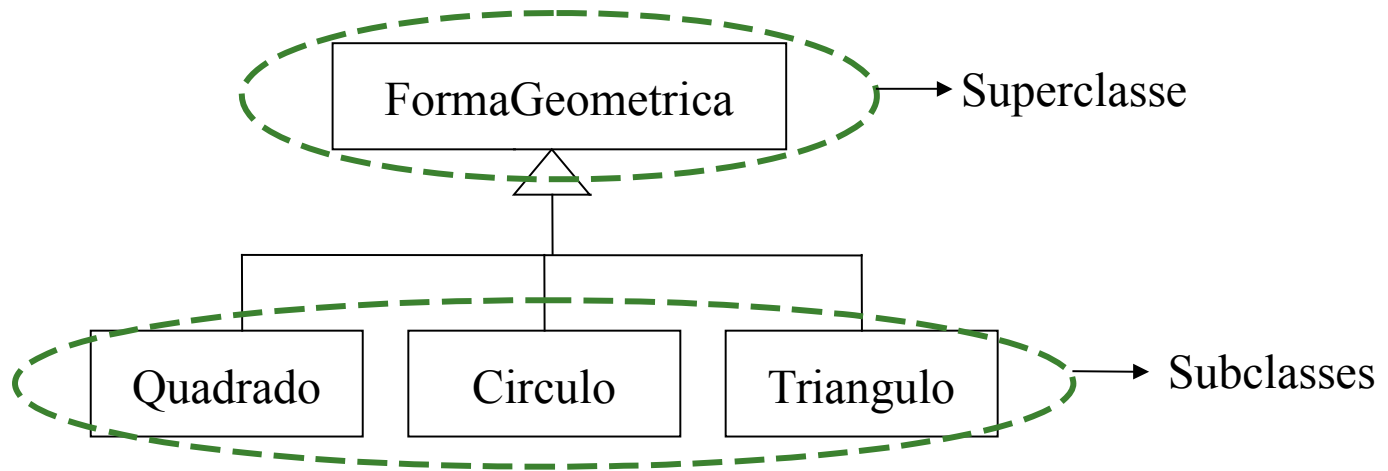 FormaGeometrica
Superclasse
Quadrado
Circulo
Triangulo
Subclasses